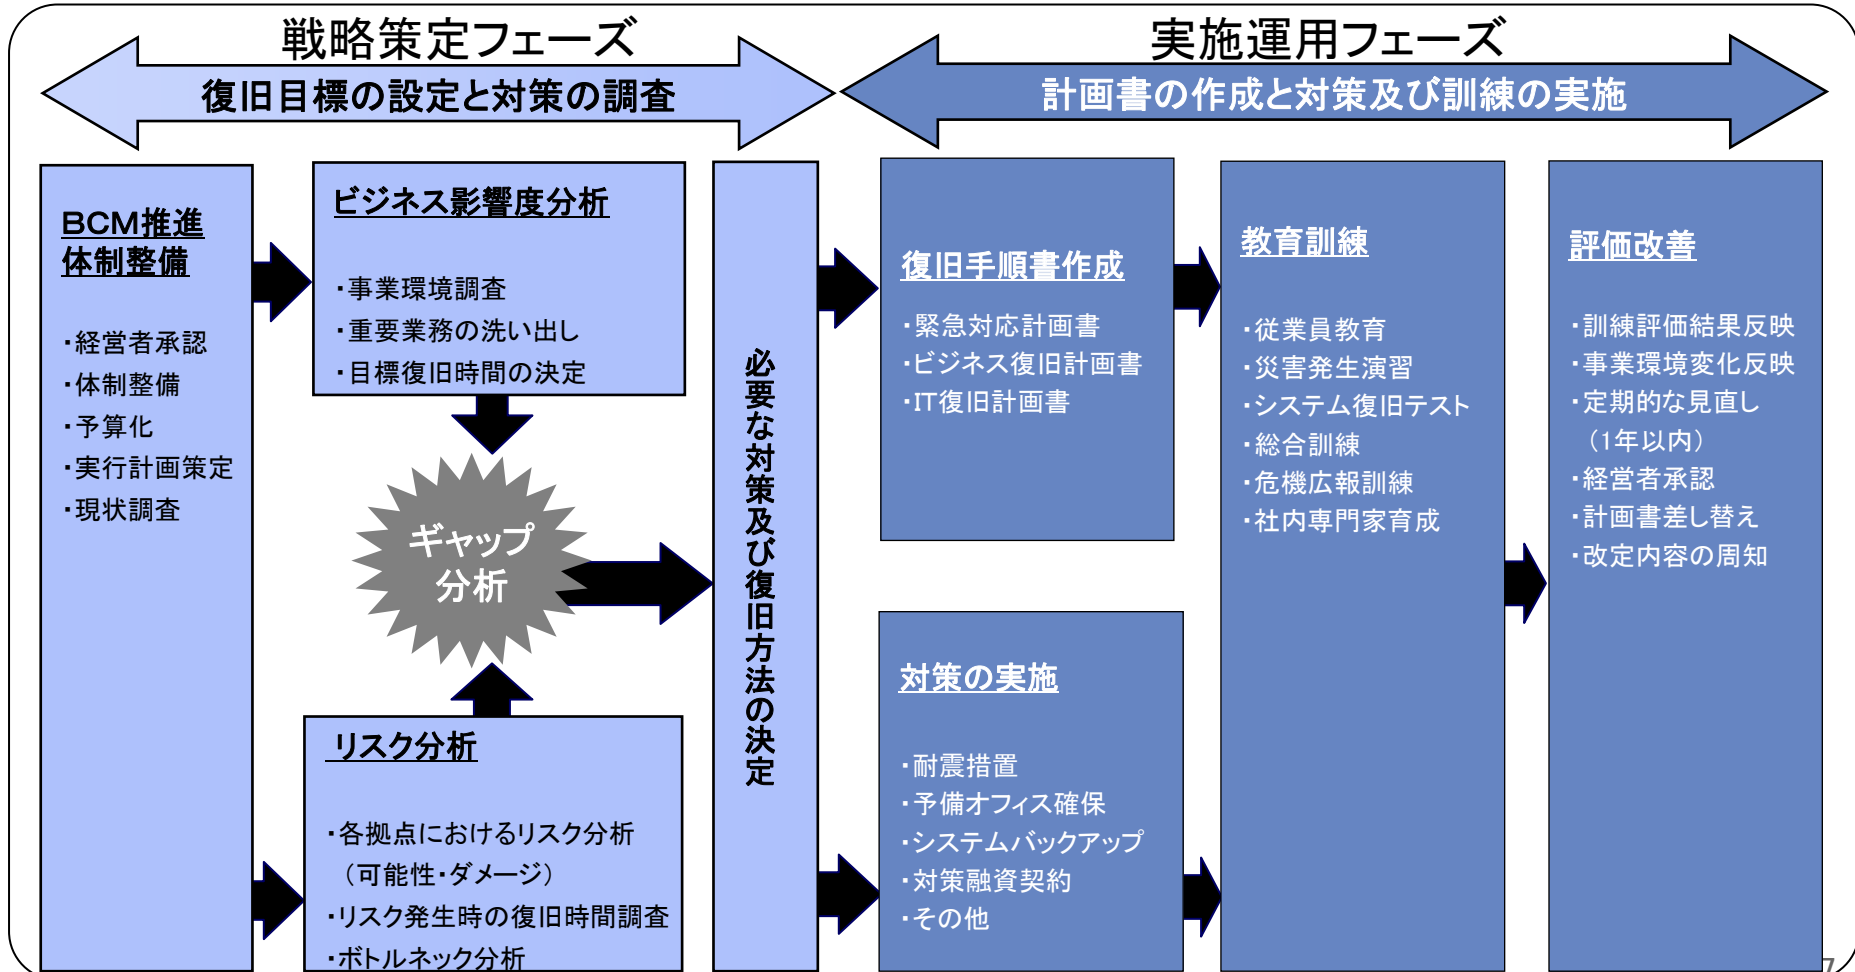 戦略策定フェーズ
実施運用フェーズ
復旧目標の設定と対策の調査
計画書の作成と対策及び訓練の実施
BCM推進
体制整備
・経営者承認
・体制整備
・予算化
・実行計画策定
・現状調査
ビジネス影響度分析
・事業環境調査
・重要業務の洗い出し
・目標復旧時間の決定
ギャップ
分析
リスク分析
・各拠点におけるリスク分析
（可能性・ダメージ）
・リスク発生時の復旧時間調査
・ボトルネック分析
必要な対策及び復旧方法の決定
復旧手順書作成
・緊急対応計画書
・ビジネス復旧計画書
・IT復旧計画書
対策の実施
・耐震措置
・予備オフィス確保
・システムバックアップ
・対策融資契約
・その他
教育訓練
・従業員教育
・災害発生演習
・システム復旧テスト
・総合訓練
・危機広報訓練
・社内専門家育成
評価改善
・訓練評価結果反映
・事業環境変化反映
・定期的な見直し
（1年以内）
・経営者承認
・計画書差し替え
・改定内容の周知
7